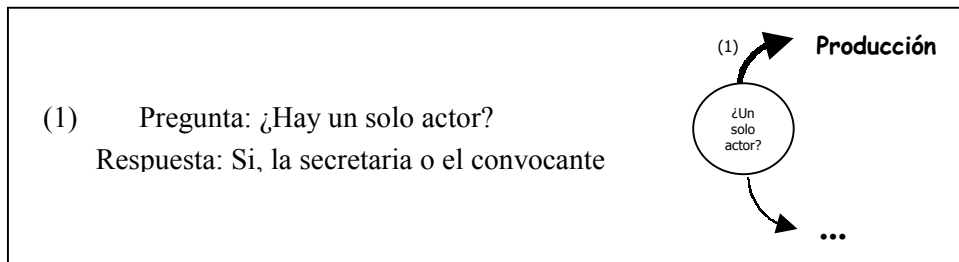 (1) Pregunta: ¿Hay un solo actor?
Respuesta: Si, la secretaria o el convocante
(1) Producción
¿Un
solo
actor?
...